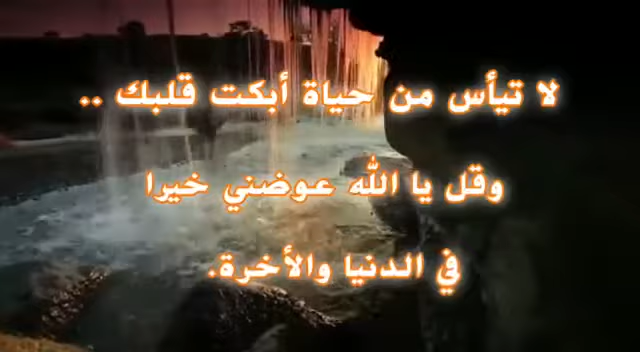 لا تيأس من حياة أبكت قلبك ..
وقل يا الله عوضني خيرا
في الدنيا والأخرة.